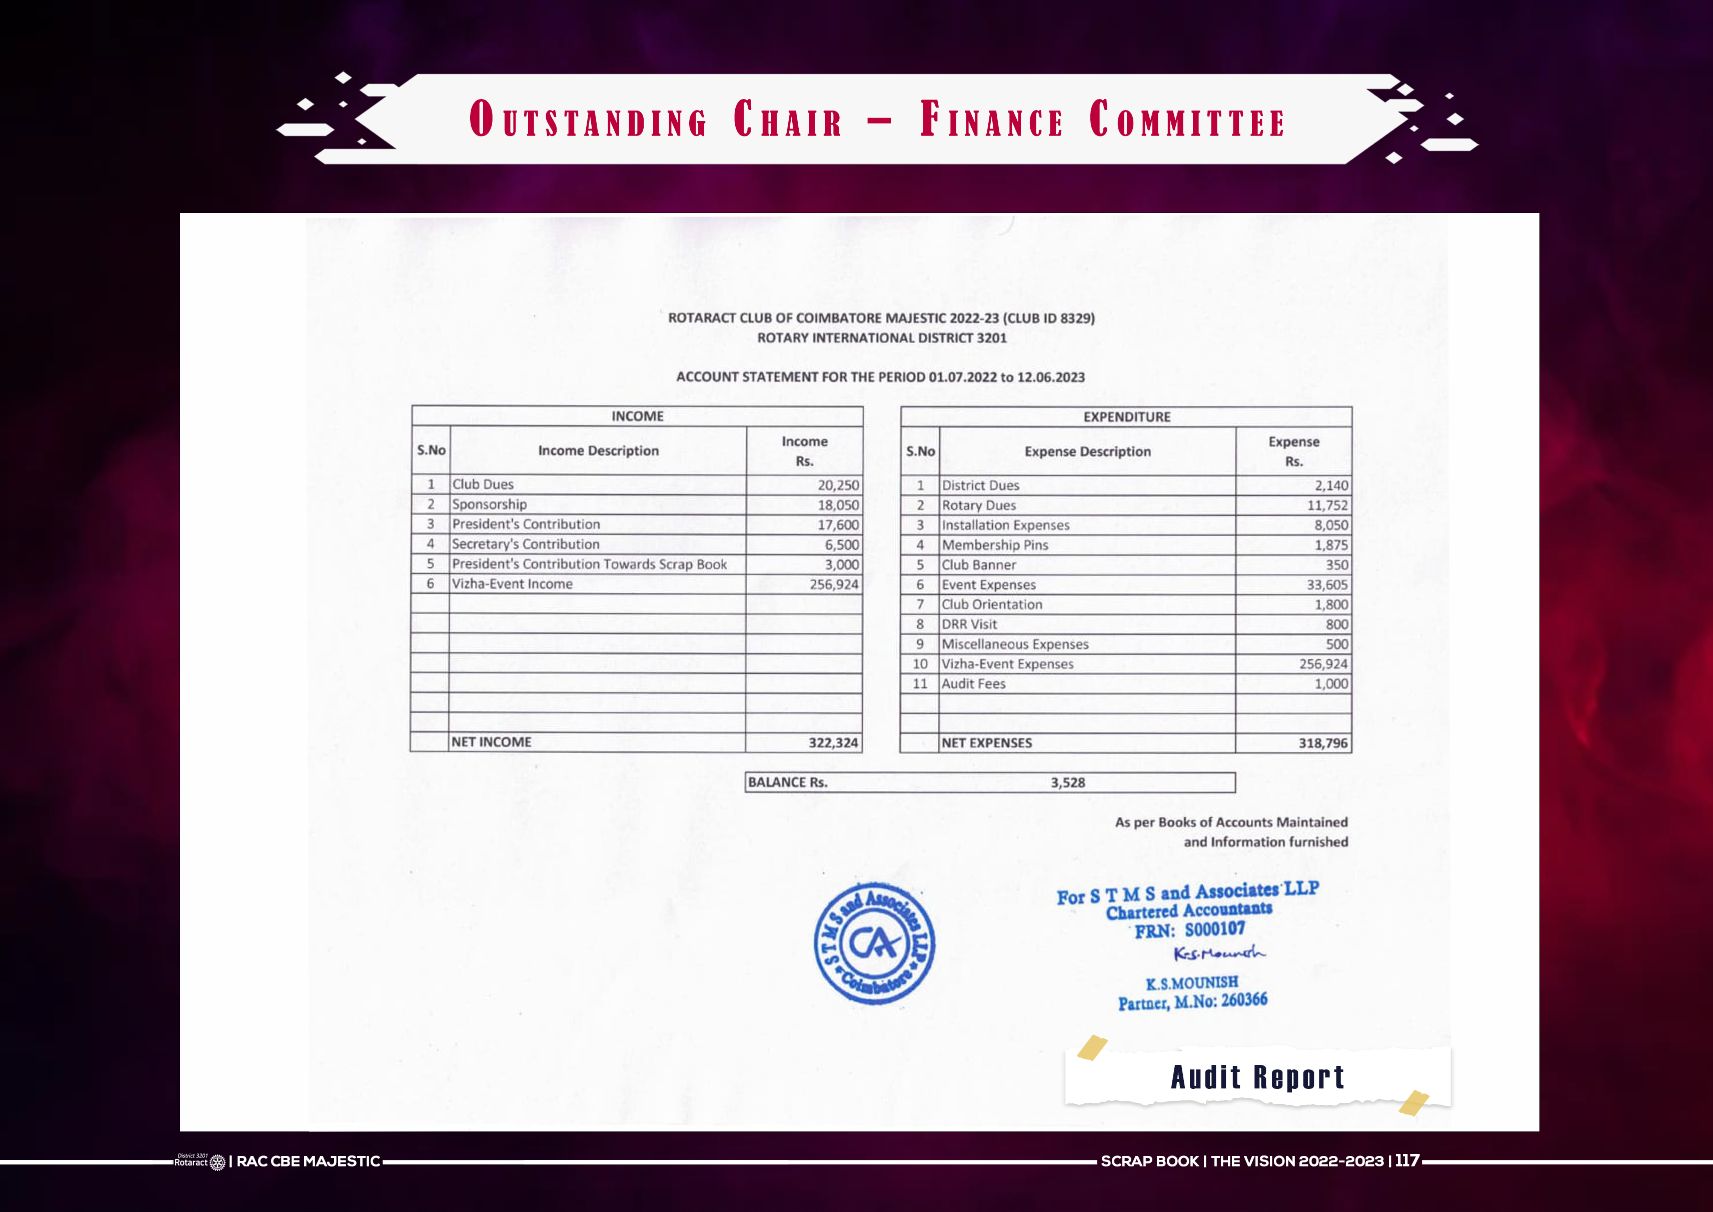 OUTSTANDING CHAIR – FINANCE COMMITTEE
ROTARACT CLUB OF COIMBATORE MAJESTIC 2022-23 (CLUB ID 8329)
ROTARY INTERNATIONAL DISTRICT 3201
ACCOUNT STATEMENT FOR THE PERIOD 01.07.2022 to 12.06.2023
INCOME
S.No Income Description Income Rs.
1 Club Dues 20,250
2 Sponsorship 18,050
3 President's Contribution 17,600
4 Secretary's Contribution 6,500
5 President's Contribution Towards Scrap Book 3,000
6 Vizha-Event Income 256,924
NET INCOME 322,324
EXPENDITURE
S.No Expense Description Expense Rs.
1 District Dues 2,140
2 Rotary Dues 11,752
3 Installation Expenses 8,050
4 Membership Pins 1,875
5 Club Banner 350
6 Event Expenses 33,605
7 Club Orientation 1,800
8 DRR Visit 800
9 Miscellaneous Expenses 500
10 Vizha-Event Expenses 256,924
11 Audit Fees 1,000
NET EXPENSES 318,796
BALANCE Rs. 3,528
As per Books of Accounts Maintained
and Information furnished
S T M S and Associates LLP
CA
Coimbatore
For S T M S and Associates LLP
Chartered Accountants
FRN: S000107
K.S.Mounish
K.S.MOUNISH
Partner, M.No: 260366
Audit Report
District 3201
Rotaract | RAC CBE MAJESTIC
SCRAP BOOK | THE VISION 2022-2023 | 117